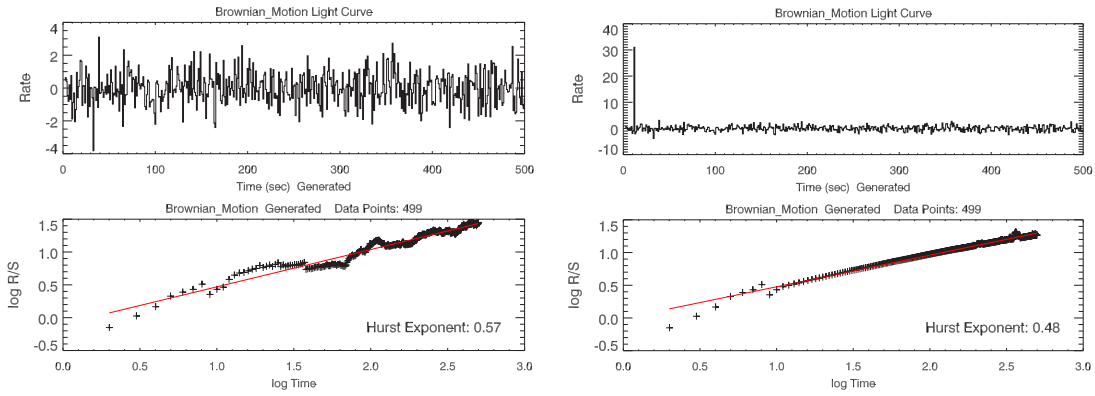 Brownian_Motion Light Curve
4
2
0
-2
-4
Rate
0 100 200 300 400 500
Time (sec) Generated
Brownian_Motion Generated Data Points: 499
1.5
1.0
0.5
0.0
-0.5
log R/S
Hurst Exponent: 0.57
0.0 0.5 1.0 1.5 2.0 2.5 3.0
log Time
Brownian_Motion Light Curve
40
30
20
10
0
-10
Rate
0 100 200 300 400 500
Time (sec) Generated
Brownian_Motion Generated Data Points: 499
1.5
1.0
0.5
0.0
-0.5
log R/S
Hurst Exponent: 0.48
0.0 0.5 1.0 1.5 2.0 2.5 3.0
log Time